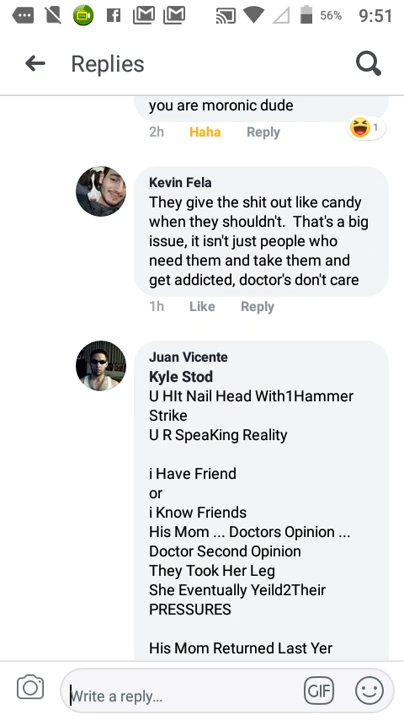 56% 9:51
Replies
you are moronic dude
2h Haha Reply 1
Kevin Fela
They give the shit out like candy
when they shouldn't.  That's a big
issue, it isn't just people who
need them and take them and
get addicted, doctor's don't care
1h Like Reply
Juan Vicente
Kyle Stod
U HIt Nail Head With1Hammer
Strike
U R SpeaKing Reality
i Have Friend
or
i Know Friends
His Mom ... Doctors Opinion ...
Doctor Second Opinion
They Took Her Leg
She Eventually Yeild2Their
PRESSURES
His Mom Returned Last Yer
Write a reply...
GIF